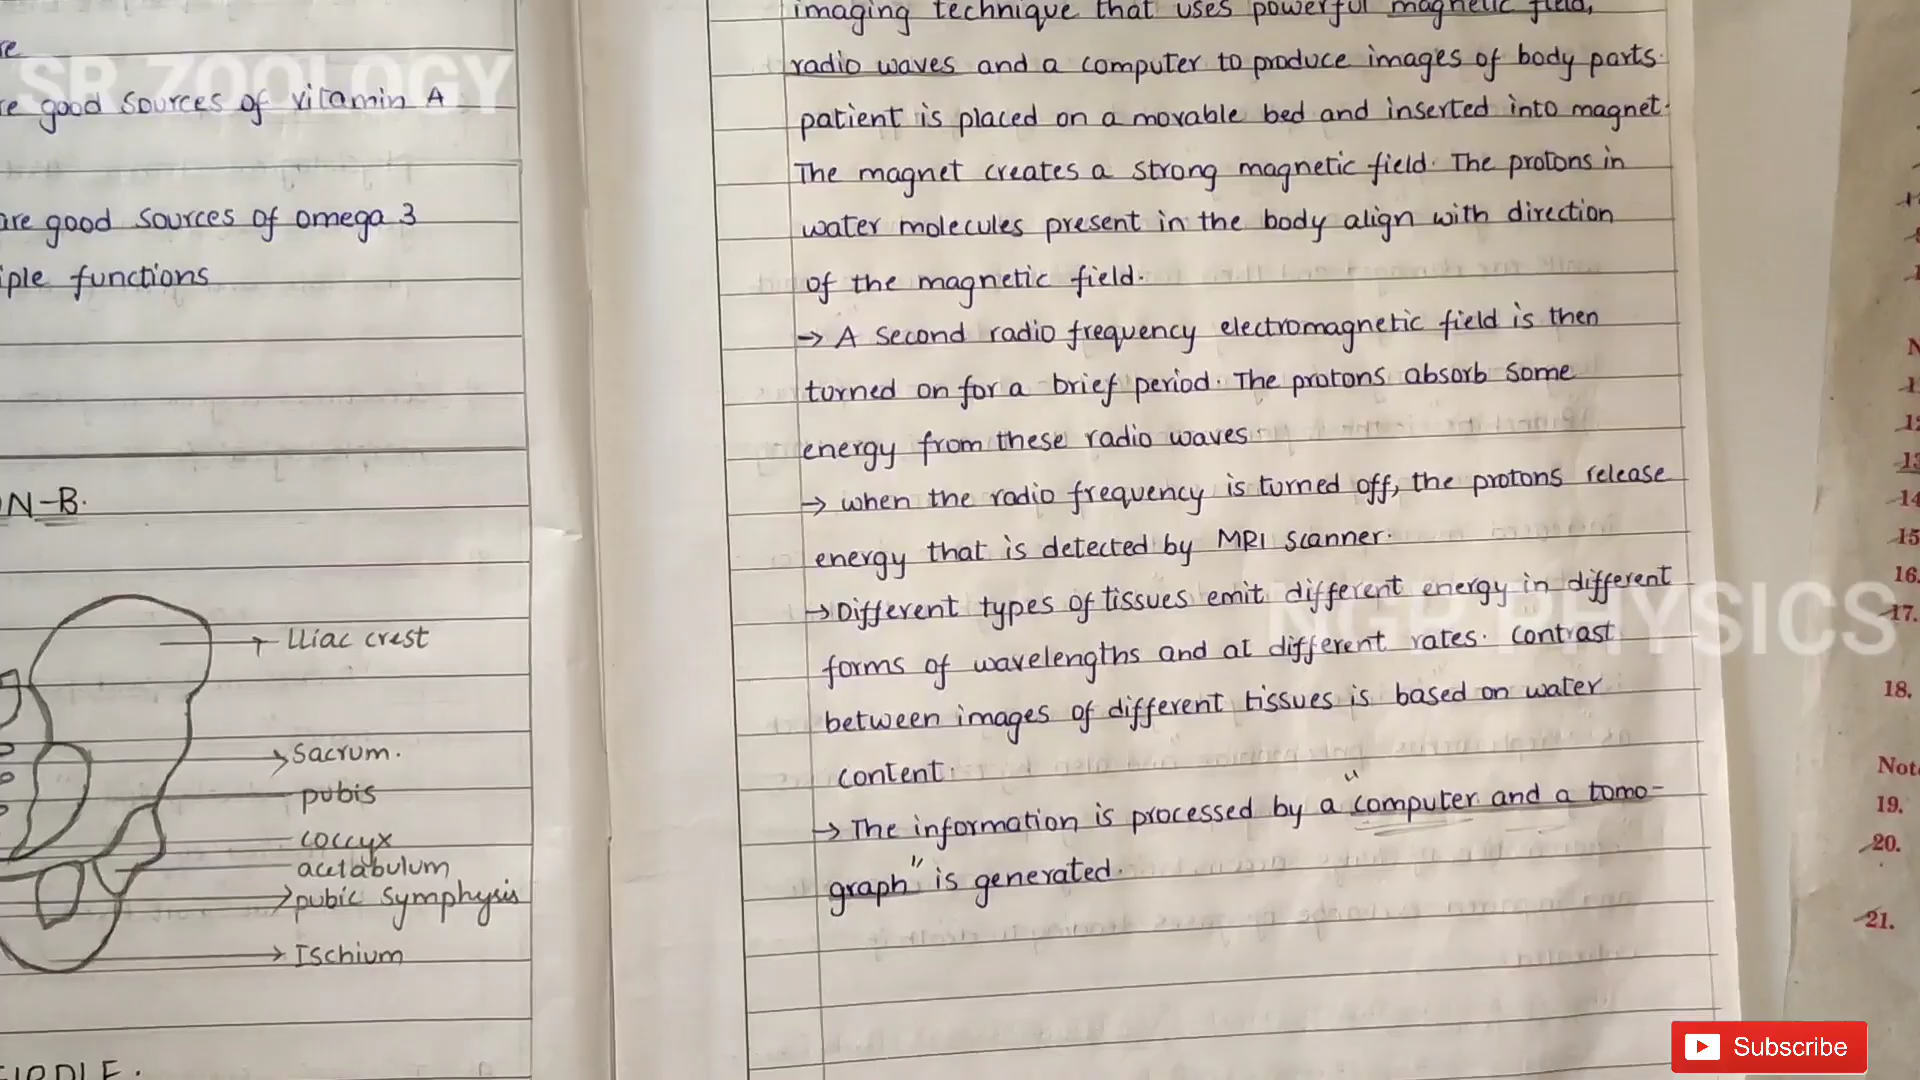 re
SR ZOOLOGY
re good sources of vitamin A
are good sources of omega 3
iple functions
N-B.
Lliac crest
Sacrum.
pubis
coccyx
acetabulum
pubic symphysis
Ischium
imaging technique that uses powerful magnetic field,
radio waves and a computer to produce images of body parts.
patient is placed on a movable bed and inserted into magnet.
The magnet creates a strong magnetic field. The protons in
water molecules present in the body align with direction
of the magnetic field.
→ A second radio frequency electromagnetic field is then
turned on for a brief period. The protons absorb some
energy from these radio waves.
→ when the radio frequency is turned off, the protons release
energy that is detected by MRI scanner.
→ Different types of tissues emit different energy in different
forms of wavelengths and at different rates. contrast
between images of different tissues is based on water
content.
→ The information is processed by a "computer and a tomo-
graph" is generated.
NGP PHYSICS
14
15
16.
17.
18.
Note
19.
20.
21.
Subscribe